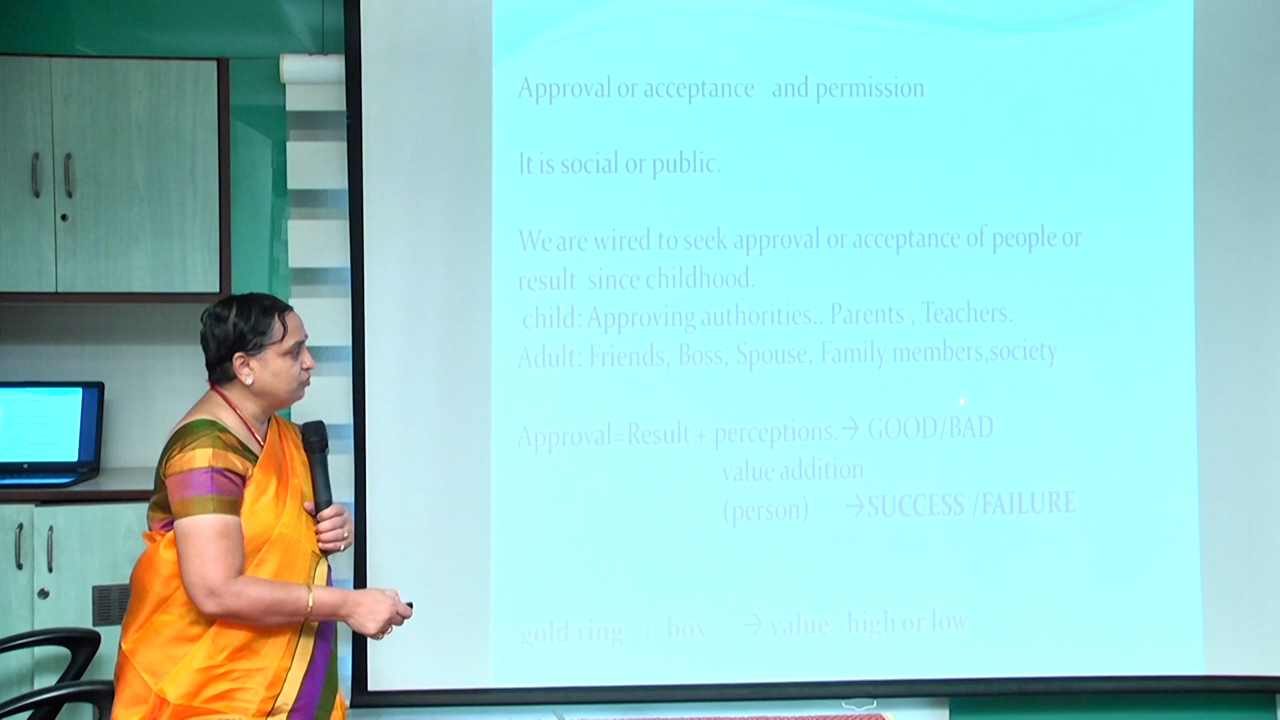 Approval or acceptance and permission
It is social or public.
We are wired to seek approval or acceptance of people or
result since childhood.
child: Approving authorities.. Parents , Teachers.
Adult: Friends, Boss, Spouse, Family members,society
Approval=Result + perceptions.→ GOOD/BAD
value addition
(person) →SUCCESS /FAILURE
gold ring + box → value high or low